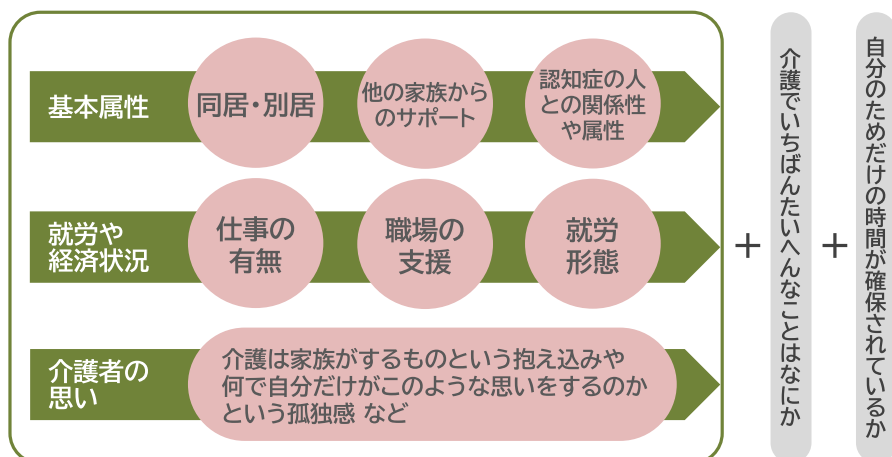 基本属性
同居・別居
他の家族から
のサポート
認知症の人
との関係性
や属性
就労や
経済状況
仕事の
有無
職場の
支援
就労
形態
介護者の
思い
介護は家族がするものという抱え込みや
何で自分だけがこのような思いをするのか
という孤独感 など
+
介護でいちばんたいへんなことはなにか
+
自分のためだけの時間が確保されているか